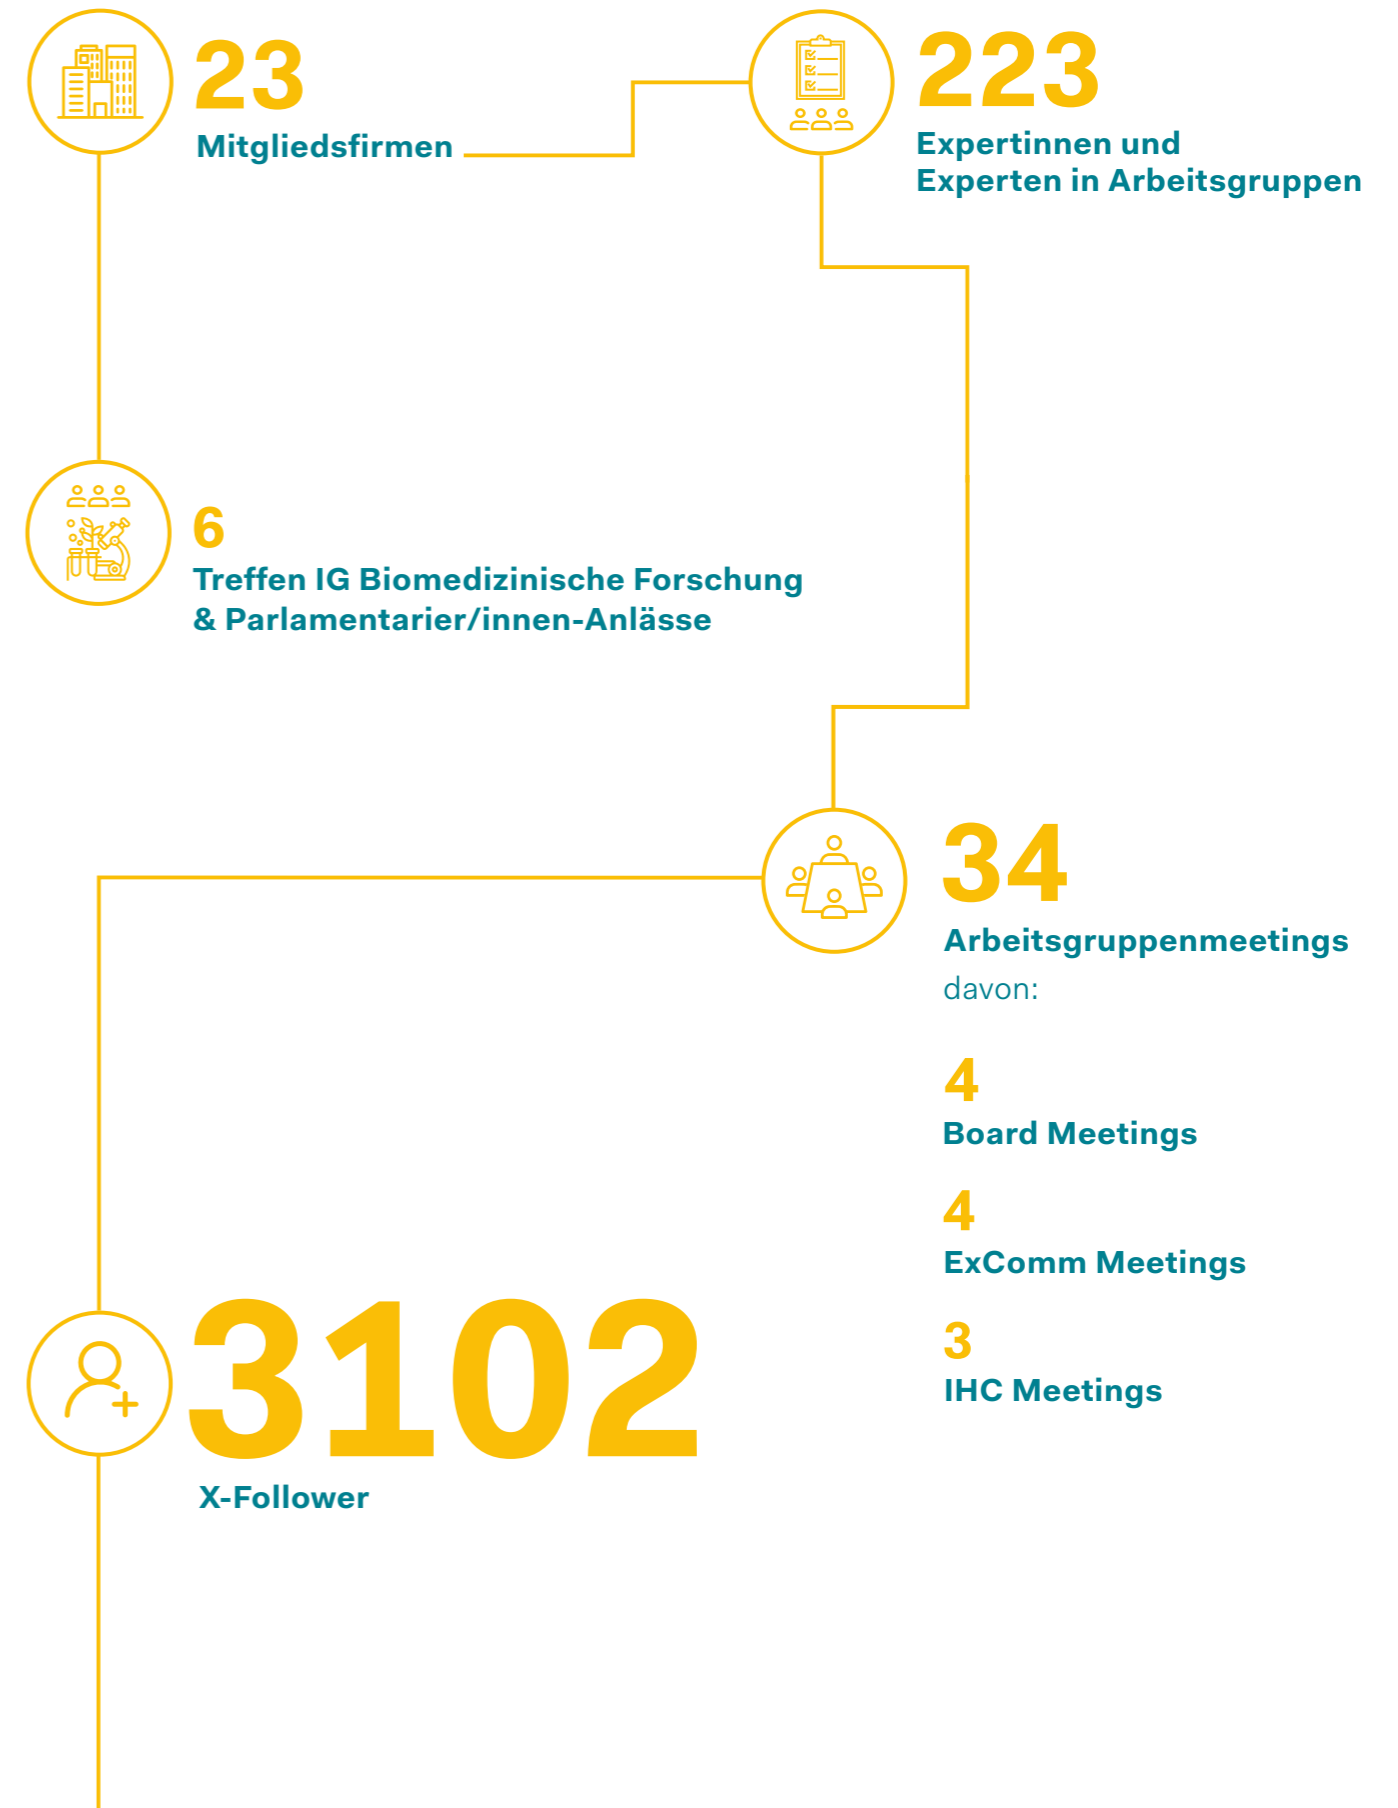 23
Mitgliedsfirmen
223
Expertinnen und
Experten in Arbeitsgruppen
6
Treffen IG Biomedizinische Forschung
& Parlamentarier/innen-Anlässe
34
Arbeitsgruppenmeetings
davon:
4
Board Meetings
4
ExComm Meetings
3
IHC Meetings
3102
X-Follower